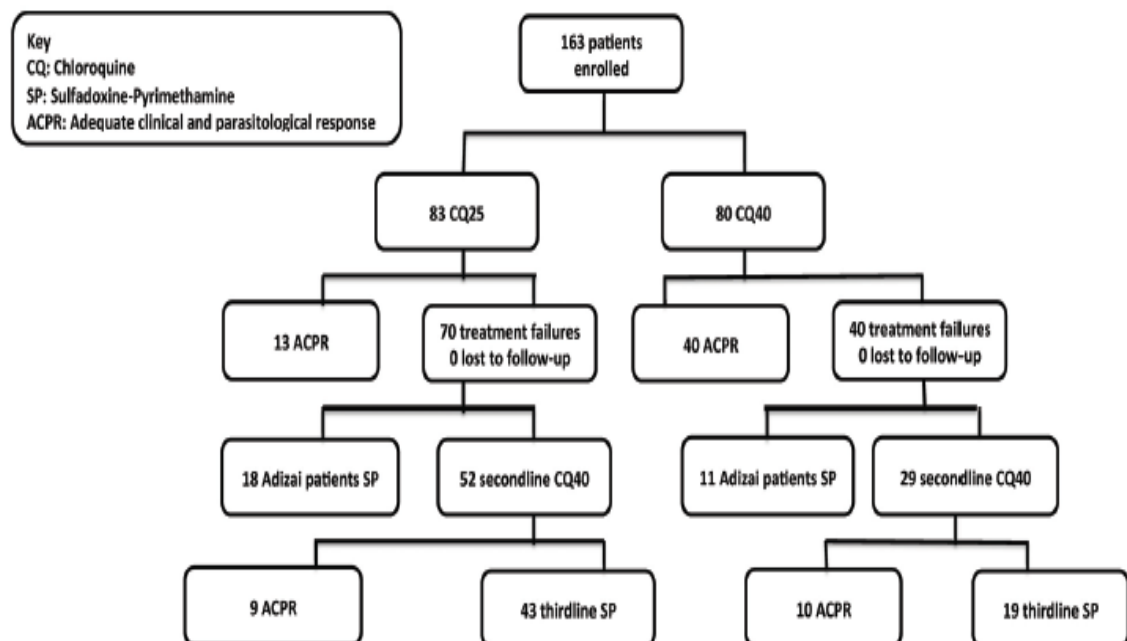 Key
CQ: Chloroquine
SP: Sulfadoxine-Pyrimethamine
ACPR: Adequate clinical and parasitological response
163 patients
enrolled
83 CQ25
80 CQ40
13 ACPR
70 treatment failures
0 lost to follow-up
40 ACPR
40 treatment failures
0 lost to follow-up
18 Adizai patients SP
52 secondline CQ40
11 Adizai patients SP
29 secondline CQ40
9 ACPR
43 thirdline SP
10 ACPR
19 thirdline SP